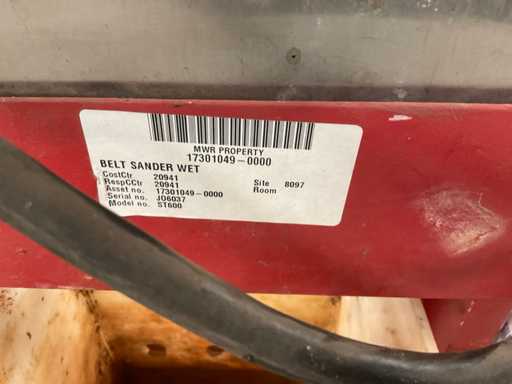 MWR PROPERTY
17301049-0000
BELT SANDER WET
CostCtr 20941
RespCCtr 20941 Site 8097
Asset no. 17301049-0000 Room
Serial no. JO6037
Model no. ST600